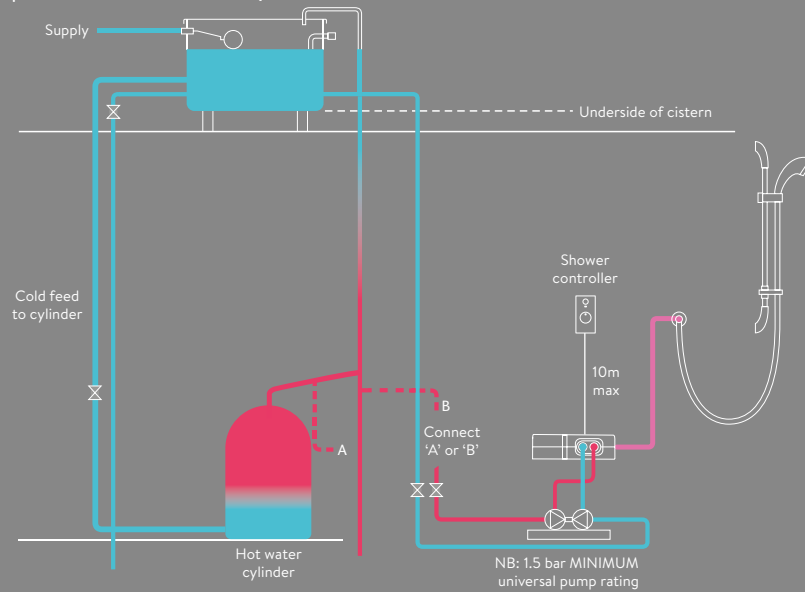 Supply
Underside of cistern
Shower
controller
Cold feed
to cylinder
10m
max
B
Connect
‘A’ or ‘B’
A
Hot water
cylinder
NB: 1.5 bar MINIMUM
universal pump rating